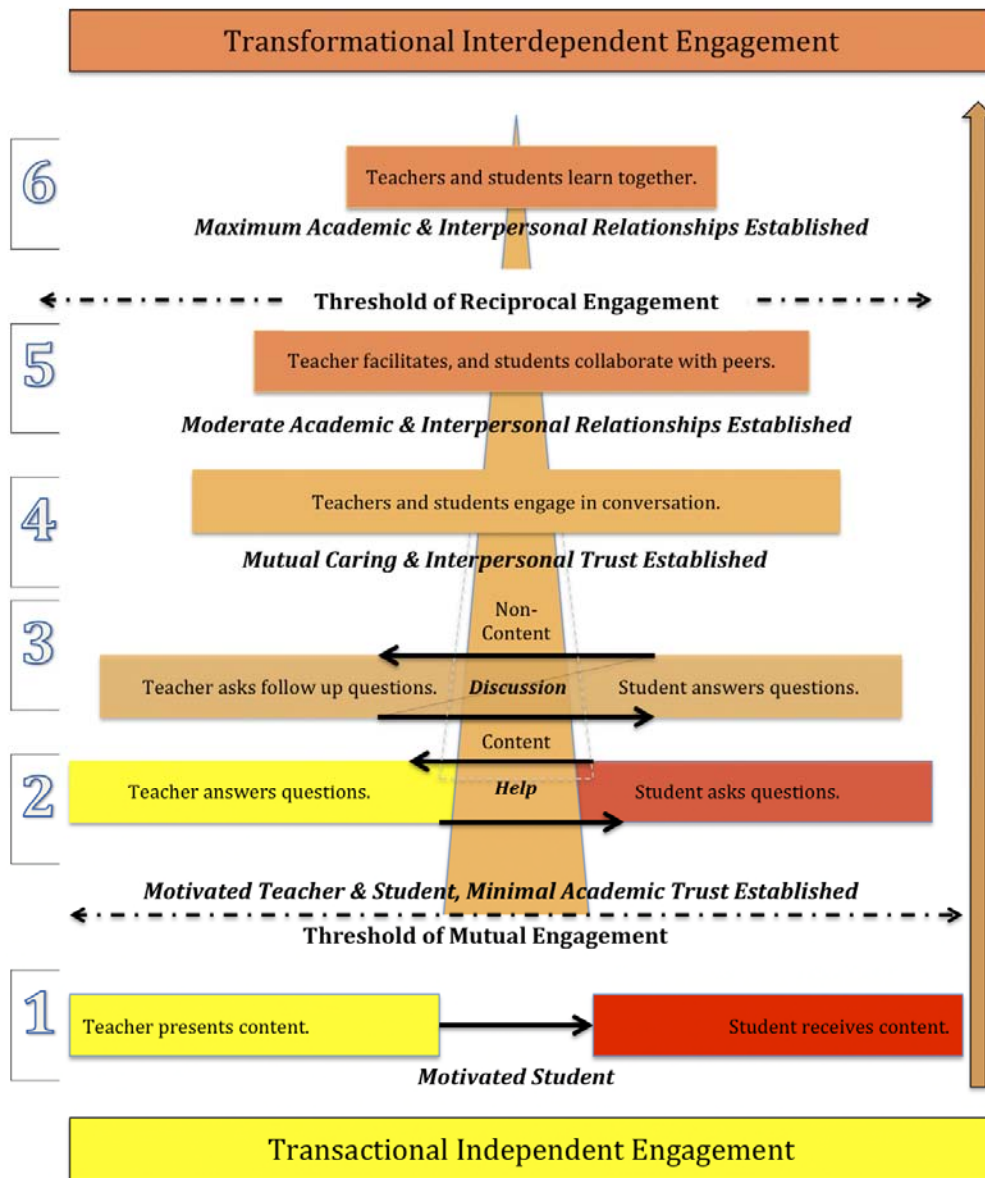 Transformational Interdependent Engagement
6
Teachers and students learn together.
Maximum Academic & Interpersonal Relationships Established
Threshold of Reciprocal Engagement
5
Teacher facilitates, and students collaborate with peers.
Moderate Academic & Interpersonal Relationships Established
4
Teachers and students engage in conversation.
Mutual Caring & Interpersonal Trust Established
3
Non-
Content
Teacher asks follow up questions.
Discussion
Student answers questions.
Content
2
Teacher answers questions.
Help
Student asks questions.
Motivated Teacher & Student, Minimal Academic Trust Established
Threshold of Mutual Engagement
1
Teacher presents content.
Student receives content.
Motivated Student
Transactional Independent Engagement